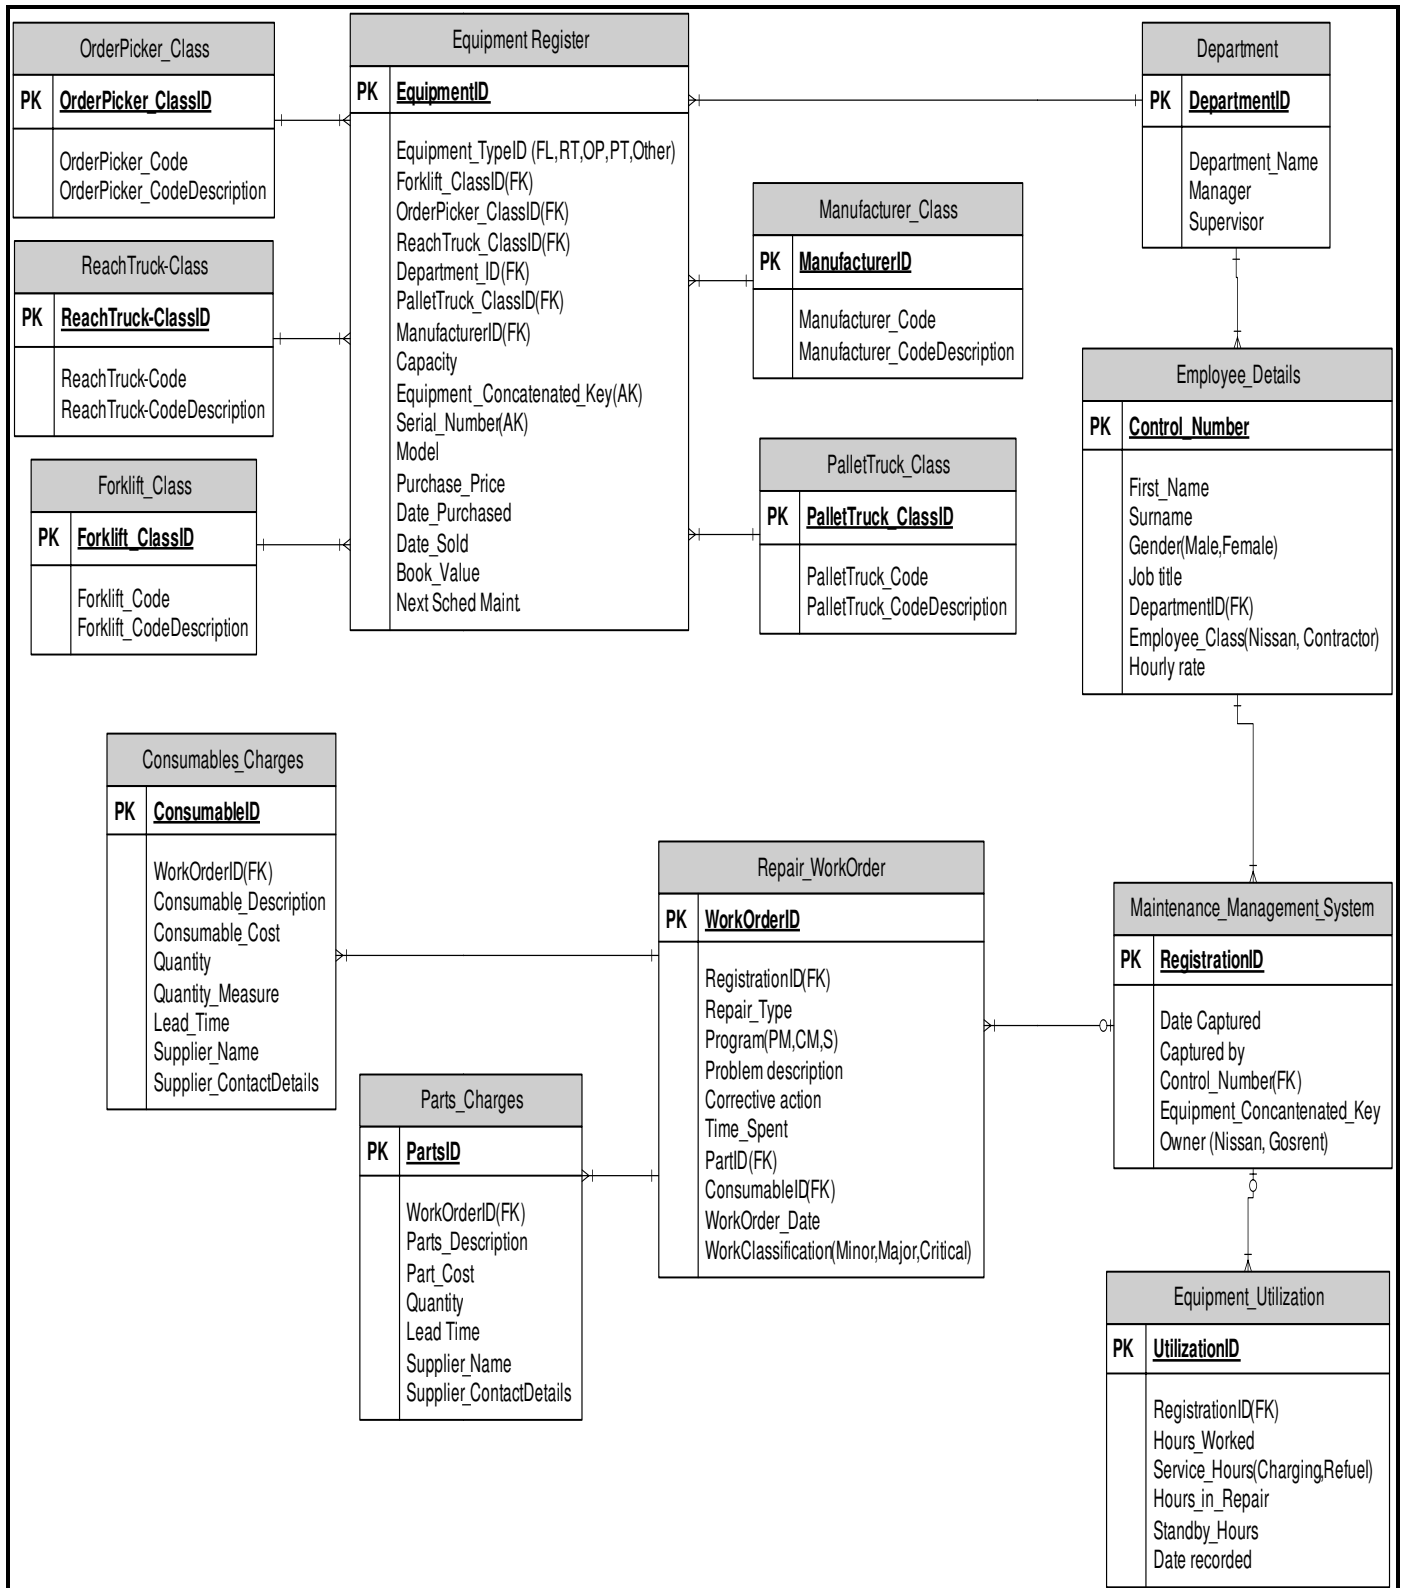 OrderPicker_Class
PK OrderPicker_ClassID
OrderPicker_Code
OrderPicker_CodeDescription
ReachTruck-Class
PK ReachTruck-ClassID
ReachTruck-Code
ReachTruck-CodeDescription
Forklift_Class
PK Forklift_ClassID
Forklift_Code
Forklift_CodeDescription
Equipment Register
PK EquipmentID
Equipment_TypeID (FL,RT,OP,PT,Other)
Forklift_ClassID(FK)
OrderPicker_ClassID(FK)
ReachTruck_ClassID(FK)
Department_ID(FK)
PalletTruck_ClassID(FK)
ManufacturerID(FK)
Capacity
Equipment_Concatenated_Key(AK)
Serial_Number(AK)
Model
Purchase_Price
Date_Purchased
Date_Sold
Book_Value
Next Sched Maint.
Manufacturer_Class
PK ManufacturerID
Manufacturer_Code
Manufacturer_CodeDescription
PalletTruck_Class
PK PalletTruck_ClassID
PalletTruck_Code
PalletTruck_CodeDescription
Department
PK DepartmentID
Department_Name
Manager
Supervisor
Employee_Details
PK Control_Number
First_Name
Surname
Gender(Male,Female)
Job title
DepartmentID(FK)
Employee_Class(Nissan, Contractor)
Hourly rate
Consumables_Charges
PK ConsumableID
WorkOrderID(FK)
Consumable_Description
Consumable_Cost
Quantity
Quantity_Measure
Lead_Time
Supplier_Name
Supplier_ContactDetails
Parts_Charges
PK PartsID
WorkOrderID(FK)
Parts_Description
Part_Cost
Quantity
Lead Time
Supplier_Name
Supplier_ContactDetails
Repair_WorkOrder
PK WorkOrderID
RegistrationID(FK)
Repair_Type
Program(PM,CM,S)
Problem description
Corrective action
Time_Spent
PartID(FK)
ConsumableID(FK)
WorkOrder_Date
WorkClassification(Minor,Major,Critical)
Maintenance_Management_System
PK RegistrationID
Date Captured
Captured by
Control_Number(FK)
Equipment_Concantenated_Key
Owner (Nissan, Gosrent)
Equipment_Utilization
PK UtilizationID
RegistrationID(FK)
Hours_Worked
Service_Hours(Charging,Refuel)
Hours_in_Repair
Standby_Hours
Date recorded